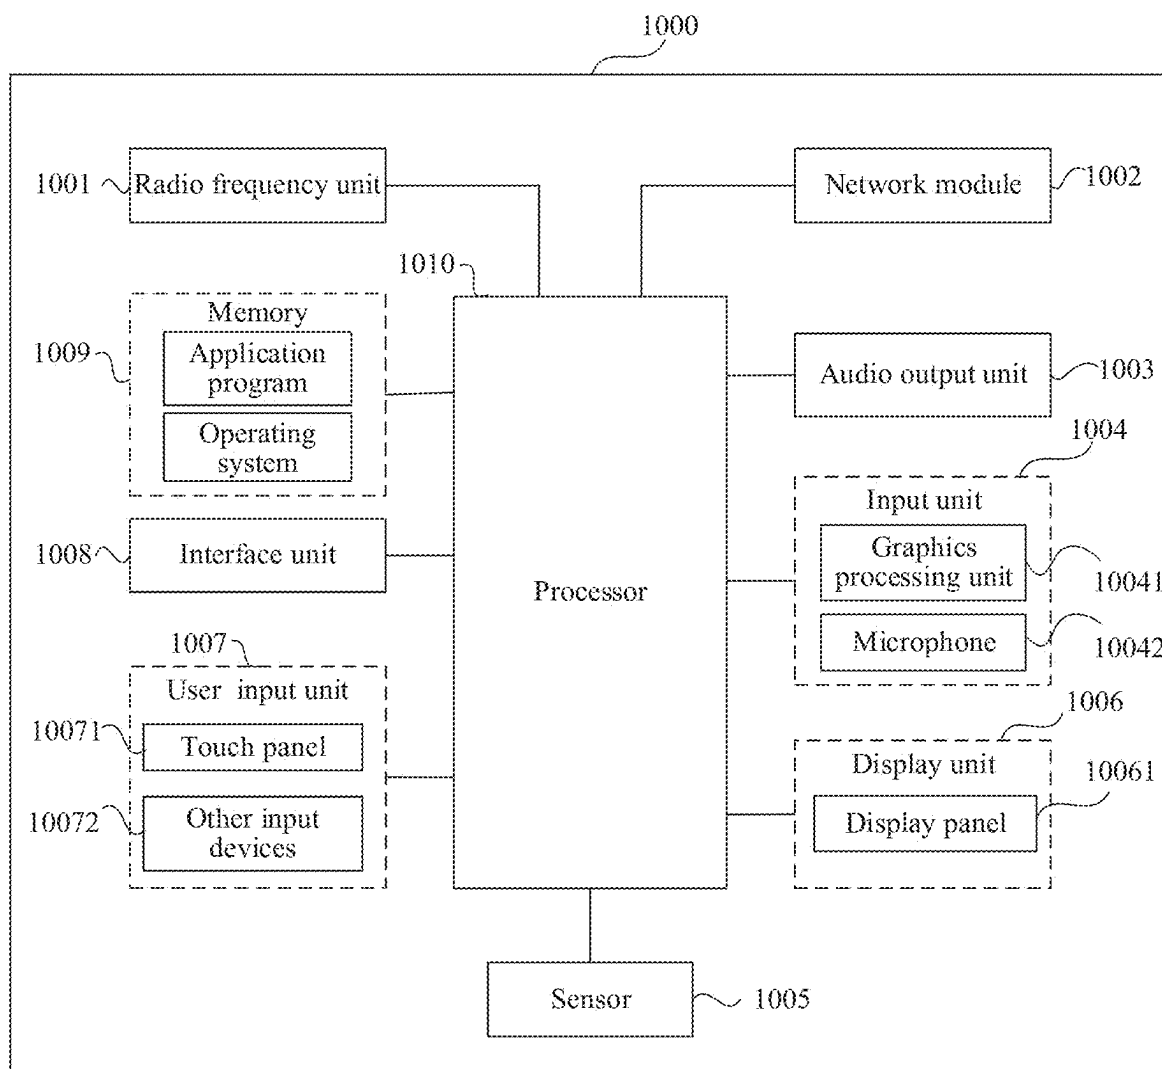 1000
1001
Radio frequency unit
Network module
1002
1010
Memory
1009
Application
program
Operating
system
Audio output unit
1003
1004
Input unit
Graphics
processing unit
10041
Microphone
10042
1008
Interface unit
Processor
1007
User input unit
10071
Touch panel
10072
Other input
devices
1006
Display unit
10061
Display panel
Sensor
1005